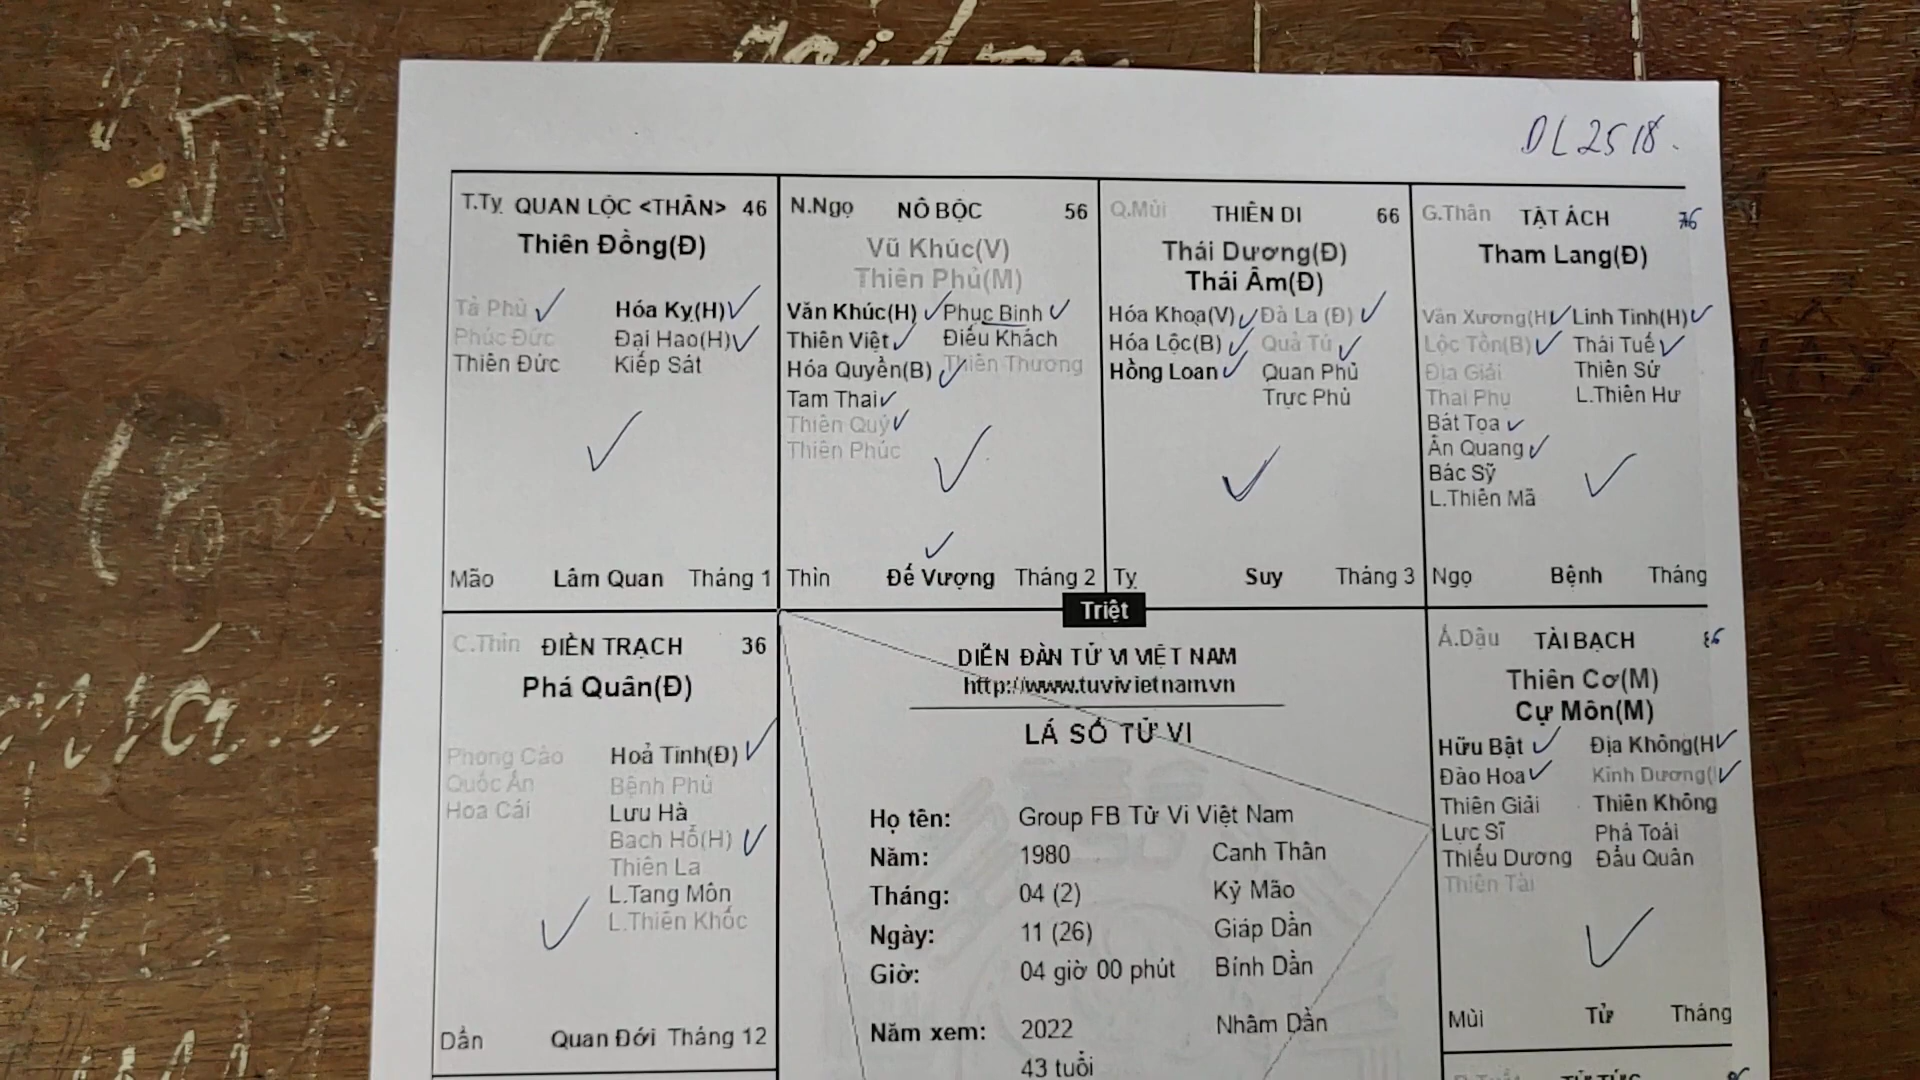 DL2518.
T.Tỵ QUAN LỘC <THÂN> 46
Thiên Đồng(Đ)
Tả Phù Hóa Kỵ(H)
Phúc Đức Đại Hao(H)
Thiên Đức Kiếp Sát
Mão Lâm Quan Tháng 1
N.Ngọ NÔ BỘC 56
Vũ Khúc(V)
Thiên Phủ(M)
Văn Khúc(H) Phục Binh
Thiên Việt Điếu Khách
Hóa Quyền(B) Thiên Thương
Tam Thai
Thiên Quý
Thiên Phúc
Thìn Đế Vượng Tháng 2
Q.Mùi THIÊN DI 66
Thái Dương(Đ)
Thái Âm(Đ)
Hóa Khoa(V) Đà La (Đ)
Hóa Lộc(B) Quả Tú
Hồng Loan Quan Phủ
Trực Phù
Tỵ Suy Tháng 3
G.Thân TẬT ÁCH 76
Tham Lang(Đ)
Văn Xương(H Linh Tinh(H)
Lộc Tồn(B) Thái Tuế
Địa Giải Thiên Sứ
Thai Phụ L.Thiên Hư
Bát Tọa
Ân Quang
Bác Sỹ
L.Thiên Mã
Ngọ Bệnh Tháng
Triệt
C.Thìn ĐIỀN TRẠCH 36
Phá Quân(Đ)
Phong Cáo Hoả Tinh(Đ)
Quốc Ấn Bệnh Phù
Hoa Cái Lưu Hà
Bạch Hổ(H)
Thiên La
L.Tang Môn
L.Thiên Khốc
Dần Quan Đới Tháng 12
DIỄN ĐÀN TỬ VI VIỆT NAM
http://www.tuvivietnam.vn
LÁ SỐ TỬ VI
Họ tên: Group FB Tử Vi Việt Nam
Năm: 1980 Canh Thân
Tháng: 04 (2) Kỷ Mão
Ngày: 11 (26) Giáp Dần
Giờ: 04 giờ 00 phút Bính Dần
Năm xem: 2022 Nhâm Dần
43 tuổi
Ấ.Dậu TÀI BẠCH 86
Thiên Cơ(M)
Cự Môn(M)
Hữu Bật Địa Không(H
Đào Hoa Kình Dương(
Thiên Giải Thiên Không
Lực Sĩ Phá Toái
Thiếu Dương Đẩu Quân
Thiên Tài
Mùi Tử Tháng